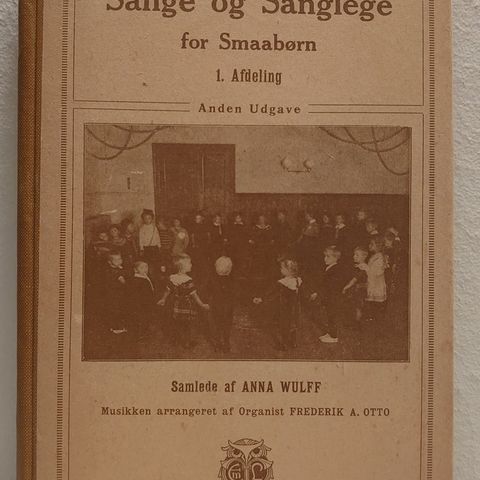 Sange og Sanglege
for Smaabørn
1. Afdeling
Anden Udgave
Samlede af ANNA WULFF
Musikken arrangeret af Organist FREDERIK A. OTTO